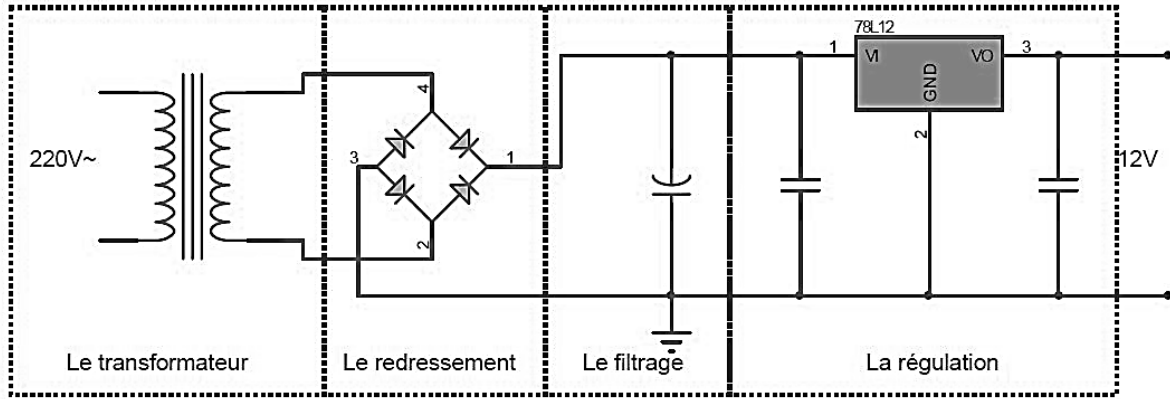 78L12
1
VI
VO
3
GND
2
4
3
1
2
220V~
12V
Le transformateur
Le redressement
Le filtrage
La régulation